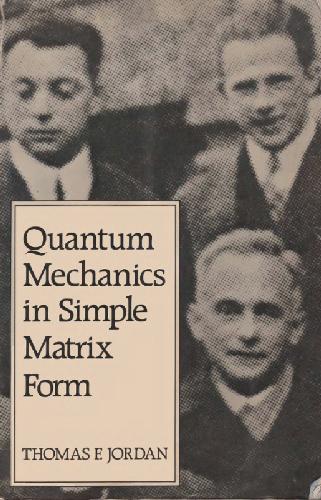 Quantum
Mechanics
in Simple
Matrix
Form
THOMAS F. JORDAN